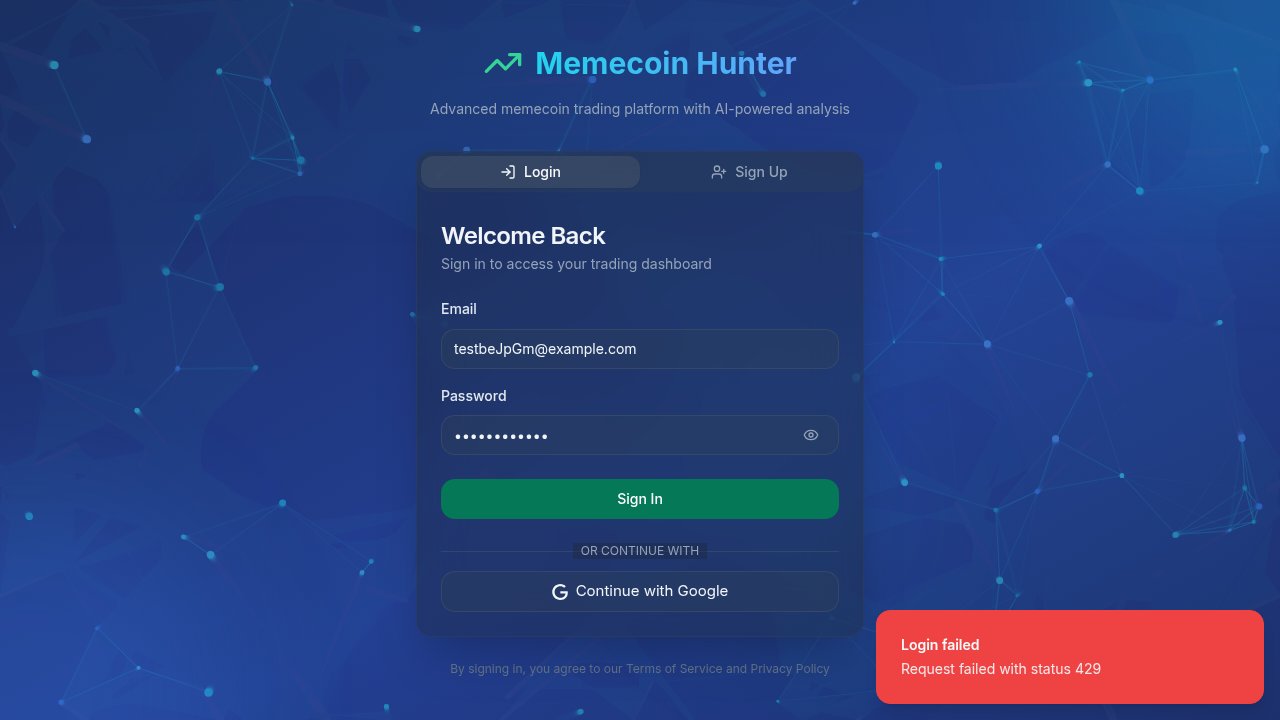 Memecoin Hunter
Advanced memecoin trading platform with AI-powered analysis
Login
Sign Up
Welcome Back
Sign in to access your trading dashboard
Email
testbeJpGm@example.com
Password
••••••••••••
Sign In
OR CONTINUE WITH
Continue with Google
By signing in, you agree to our Terms of Service and Privacy Policy
Login failed
Request failed with status 429